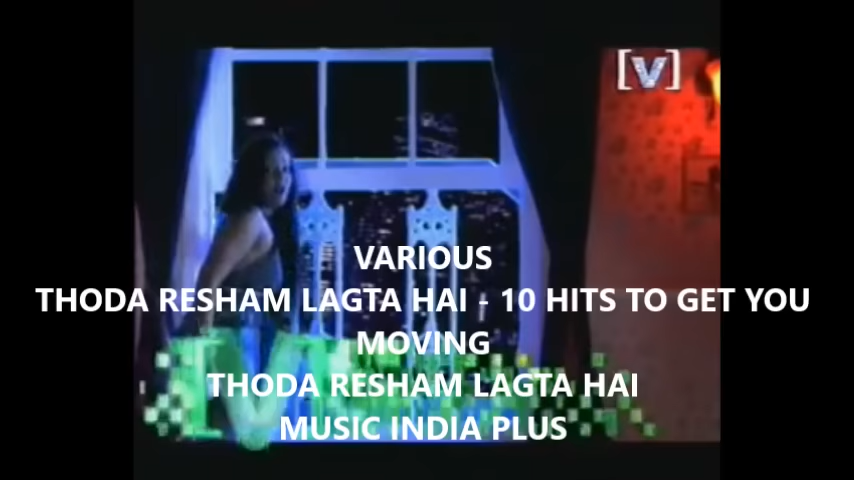 [V]
VARIOUS
THODA RESHAM LAGTA HAI - 10 HITS TO GET YOU
MOVING
THODA RESHAM LAGTA HAI
MUSIC INDIA PLUS